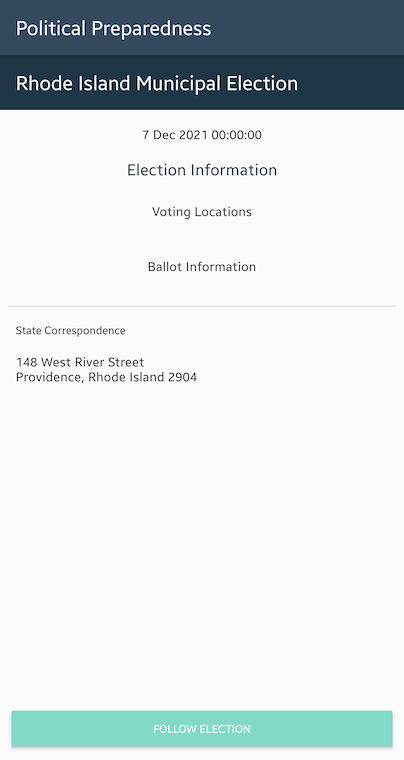 Political Preparedness
Rhode Island Municipal Election
7 Dec 2021 00:00:00
Election Information
Voting Locations
Ballot Information
State Correspondence
148 West River Street
Providence, Rhode Island 2904
FOLLOW ELECTION